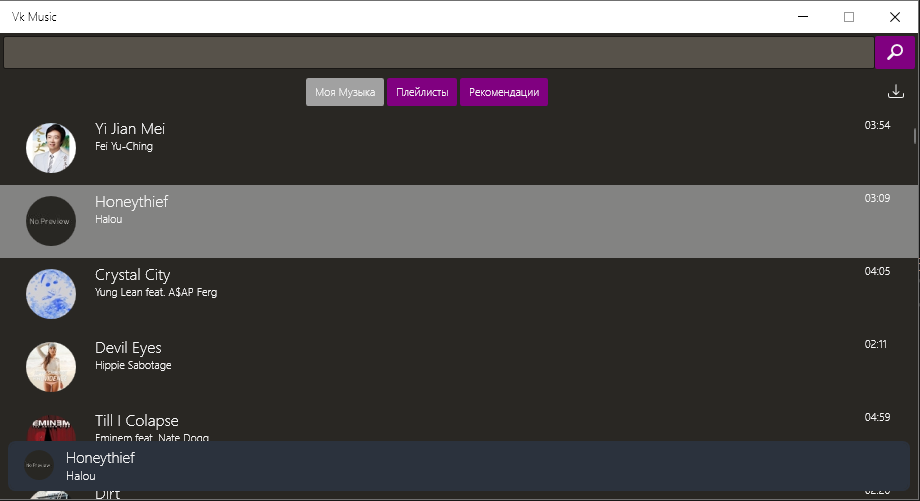 Vk Music
Моя Музыка
Плейлисты
Рекомендации
Yi Jian Mei
03:54
Fei Yu-Ching
Honeythief
03:09
No Preview
Halou
Crystal City
04:05
Yung Lean feat. A$AP Ferg
Devil Eyes
02:11
Hippie Sabotage
Till I Colapse
04:59
EMINEM
Eminem feat. Nate Dogg
Honeythief
No Preview
Halou
Dirt